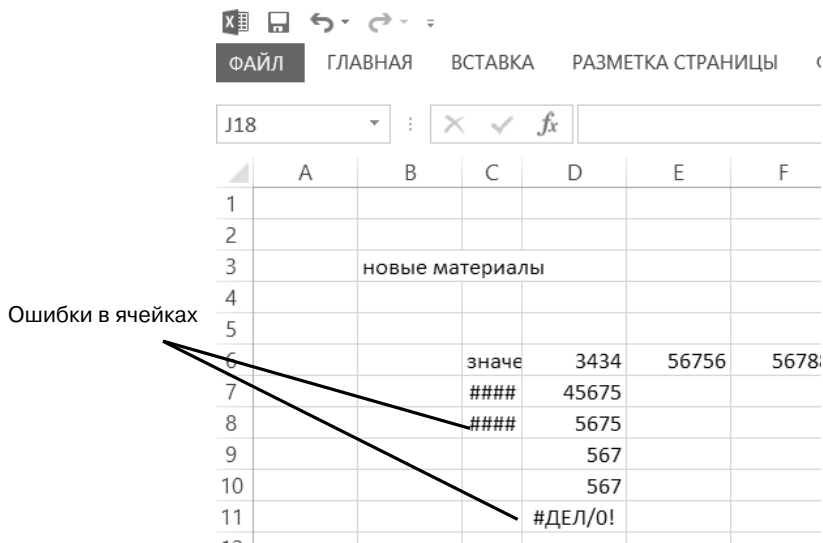 ФАЙЛ ГЛАВНАЯ ВСТАВКА РАЗМЕТКА СТРАНИЦЫ
J18 fx
A B C D E F
1
2
3 новые материалы
4
Ошибки в ячейках
5
6 значе 3434 56756 56788
7 #### 45675
8 #### 5675
9 567
10 567
11 #ДЕЛ/0!